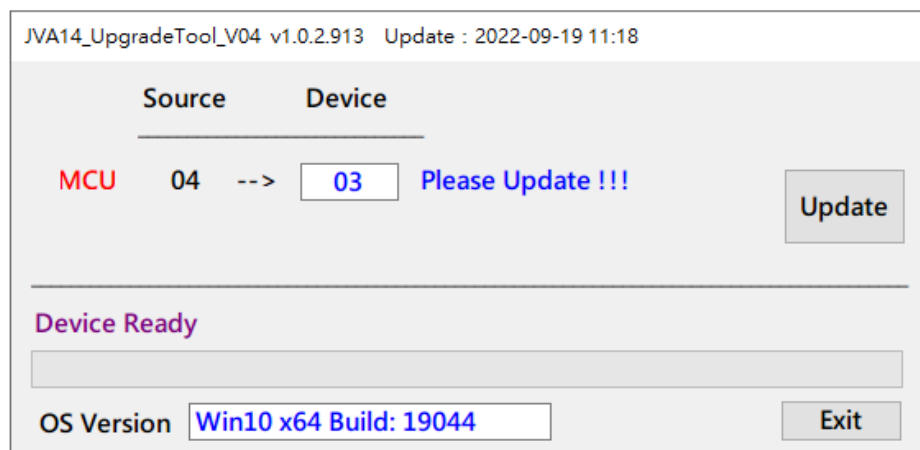 JVA14_UpgradeTool_V04 v1.0.2.913 Update : 2022-09-19 11:18
Source Device
MCU 04 --> 03 Please Update !!!
Update
Device Ready
OS Version Win10 x64 Build: 19044 Exit